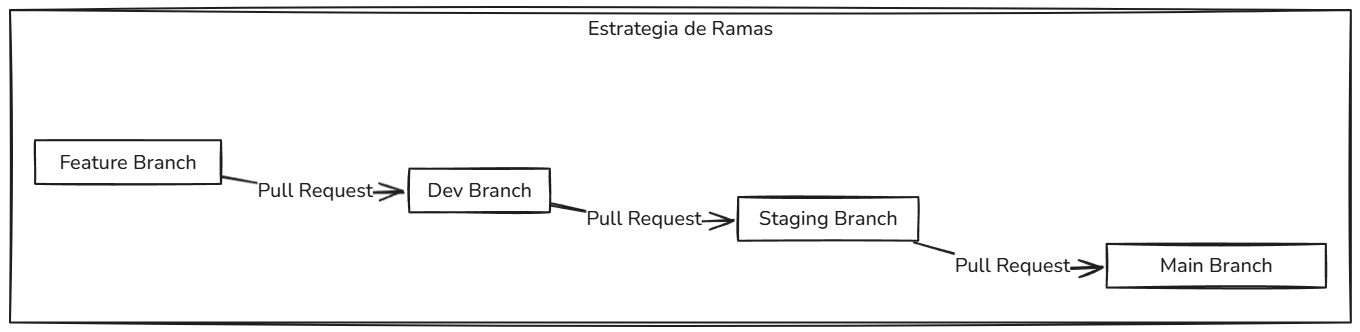 Estrategia de Ramas
Feature Branch
Pull Request
Dev Branch
Pull Request
Staging Branch
Pull Request
Main Branch